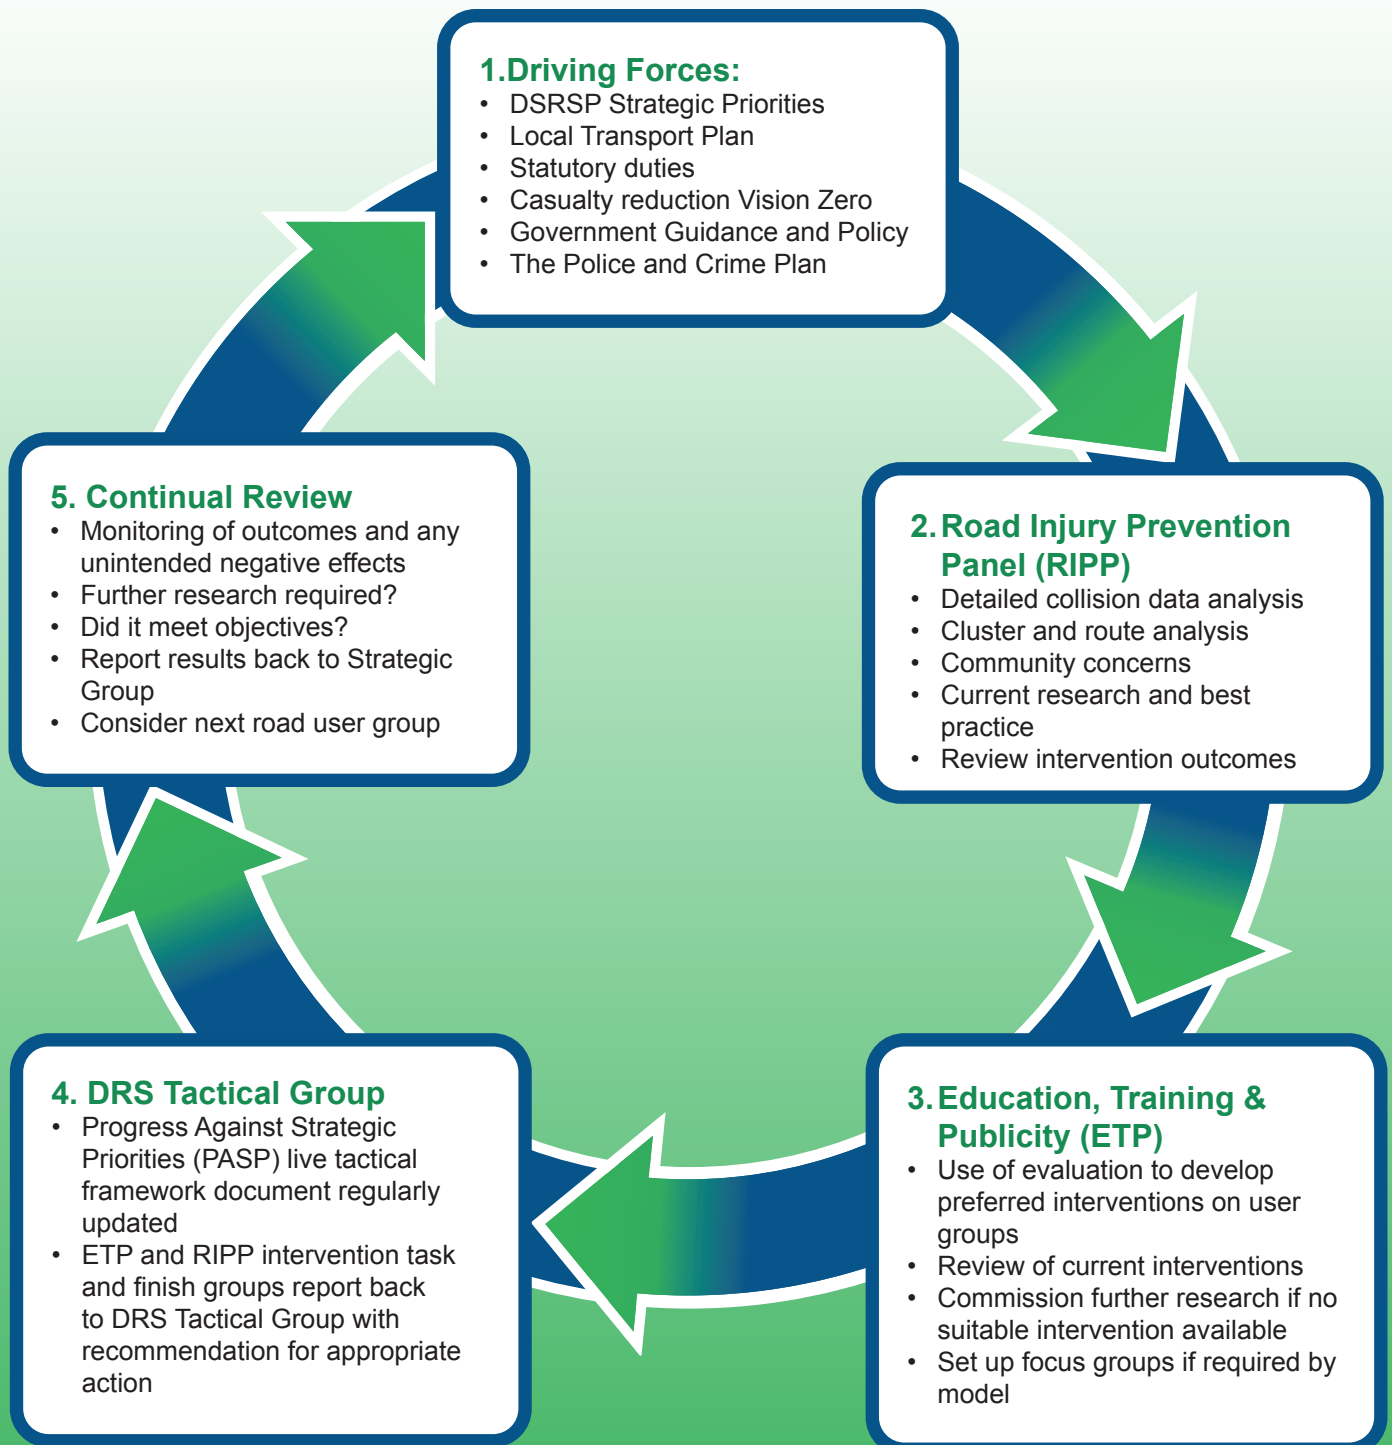 1.Driving Forces:
• DSRSP Strategic Priorities
• Local Transport Plan
• Statutory duties
• Casualty reduction Vision Zero
• Government Guidance and Policy
• The Police and Crime Plan
2. Road Injury Prevention
Panel (RIPP)
• Detailed collision data analysis
• Cluster and route analysis
• Community concerns
• Current research and best
practice
• Review intervention outcomes
3. Education, Training &
Publicity (ETP)
• Use of evaluation to develop
preferred interventions on user
groups
• Review of current interventions
• Commission further research if no
suitable intervention available
• Set up focus groups if required by
model
4. DRS Tactical Group
• Progress Against Strategic
Priorities (PASP) live tactical
framework document regularly
updated
• ETP and RIPP intervention task
and finish groups report back
to DRS Tactical Group with
recommendation for appropriate
action
5. Continual Review
• Monitoring of outcomes and any
unintended negative effects
• Further research required?
• Did it meet objectives?
• Report results back to Strategic
Group
• Consider next road user group